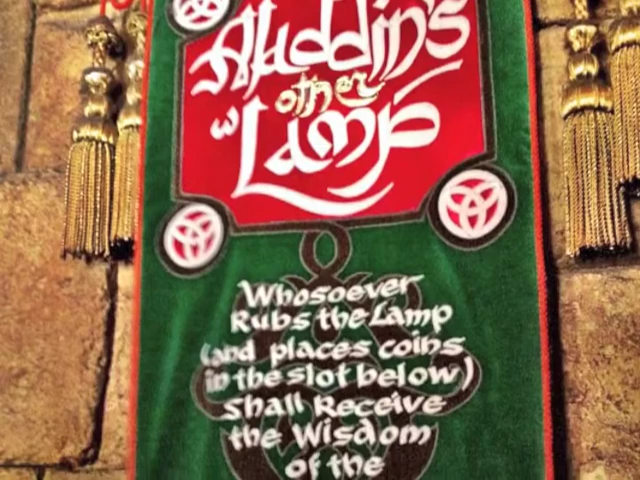 Aladdin's
other
Lamp
Whosoever
Rubs the Lamp
(and places coins
in the slot below)
Shall Receive
the Wisdom
of the